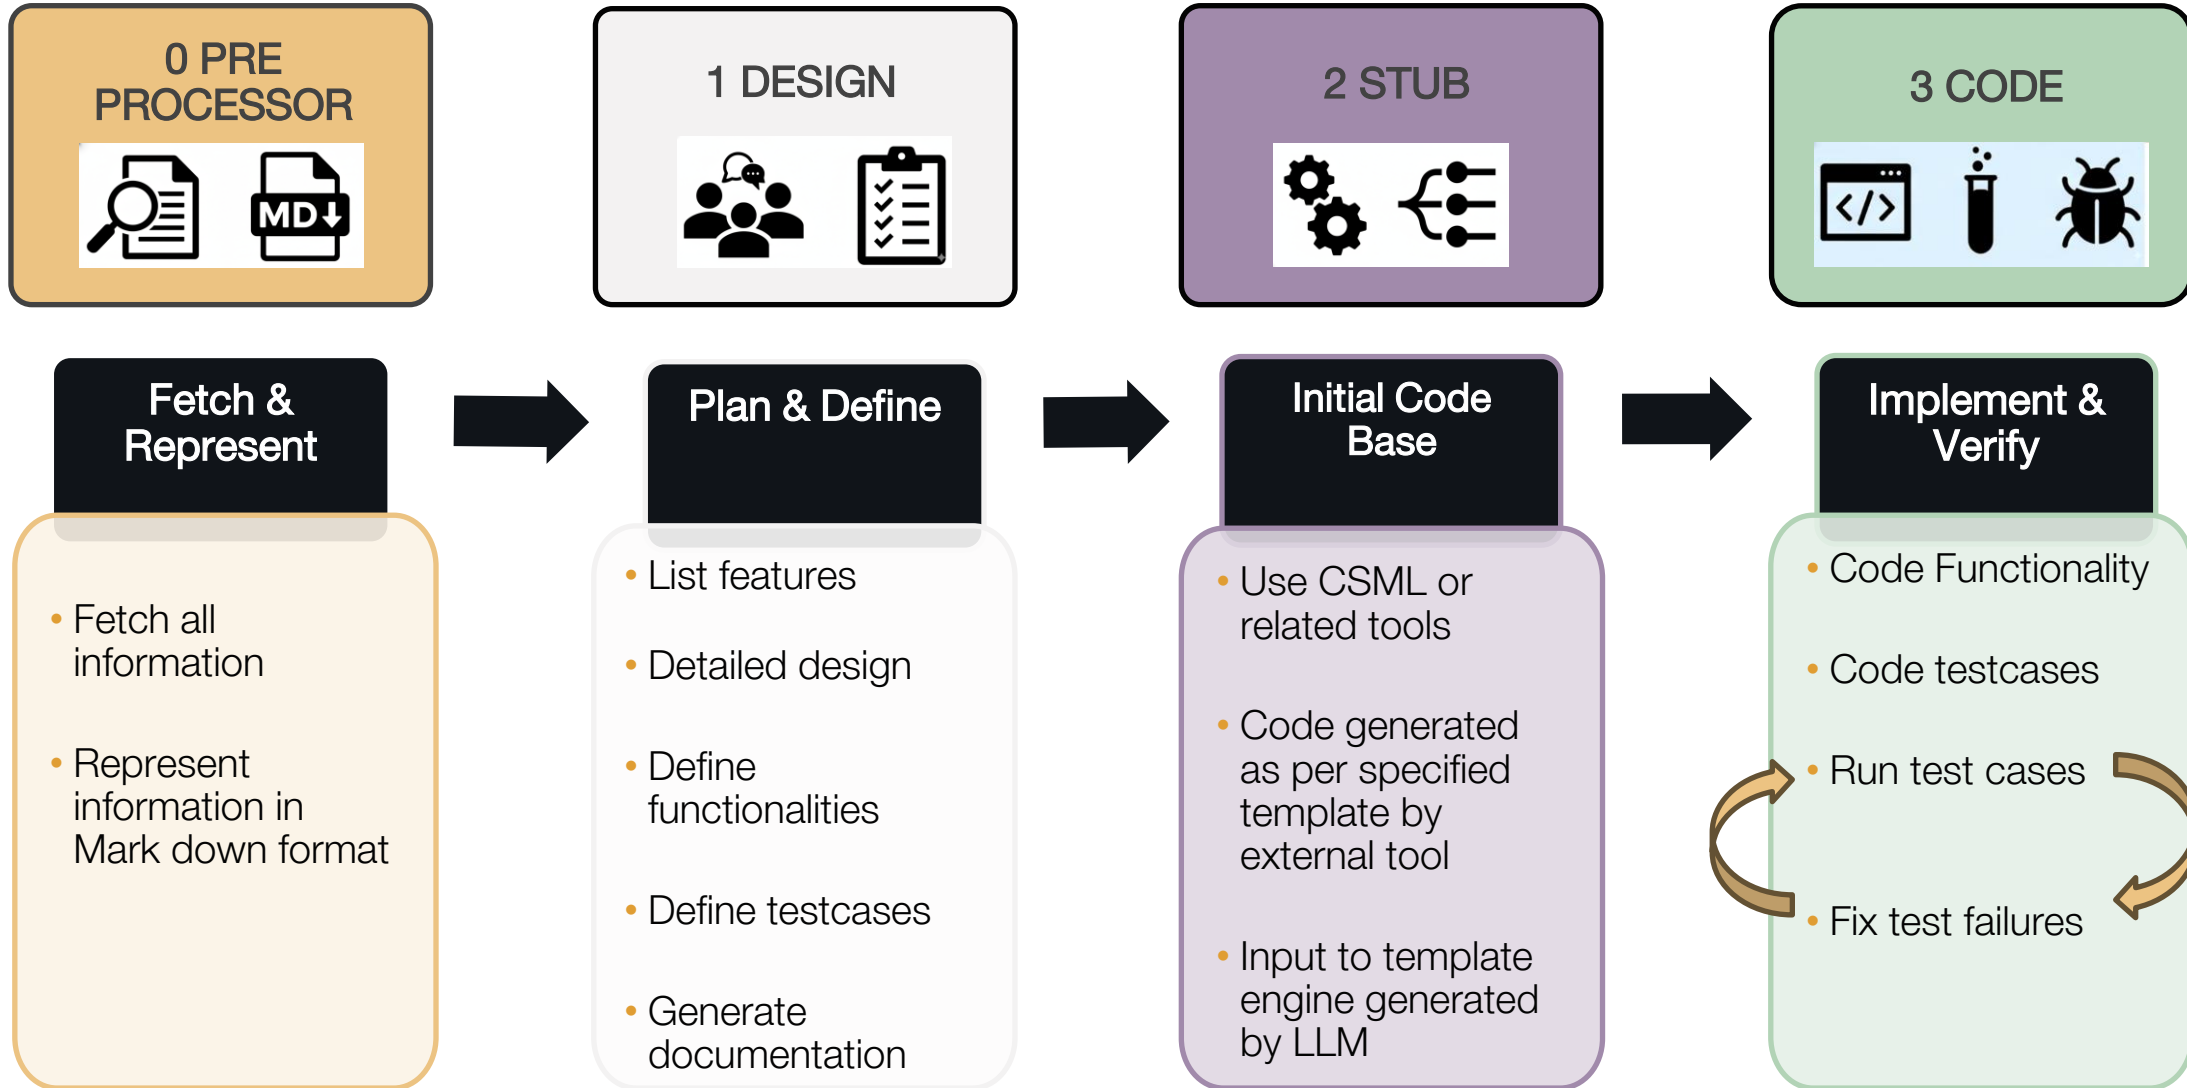 0 PRE
PROCESSOR
MD
1 DESIGN
2 STUB
3 CODE
</>
Fetch &
Represent
Plan & Define
Initial Code
Base
Implement &
Verify
• Fetch all
information
• Represent
information in
Mark down format
• List features
• Detailed design
• Define
functionalities
• Define testcases
• Generate
documentation
• Use CSML or
related tools
• Code generated
as per specified
template by
external tool
• Input to template
engine generated
by LLM
• Code Functionality
• Code testcases
• Run test cases
• Fix test failures